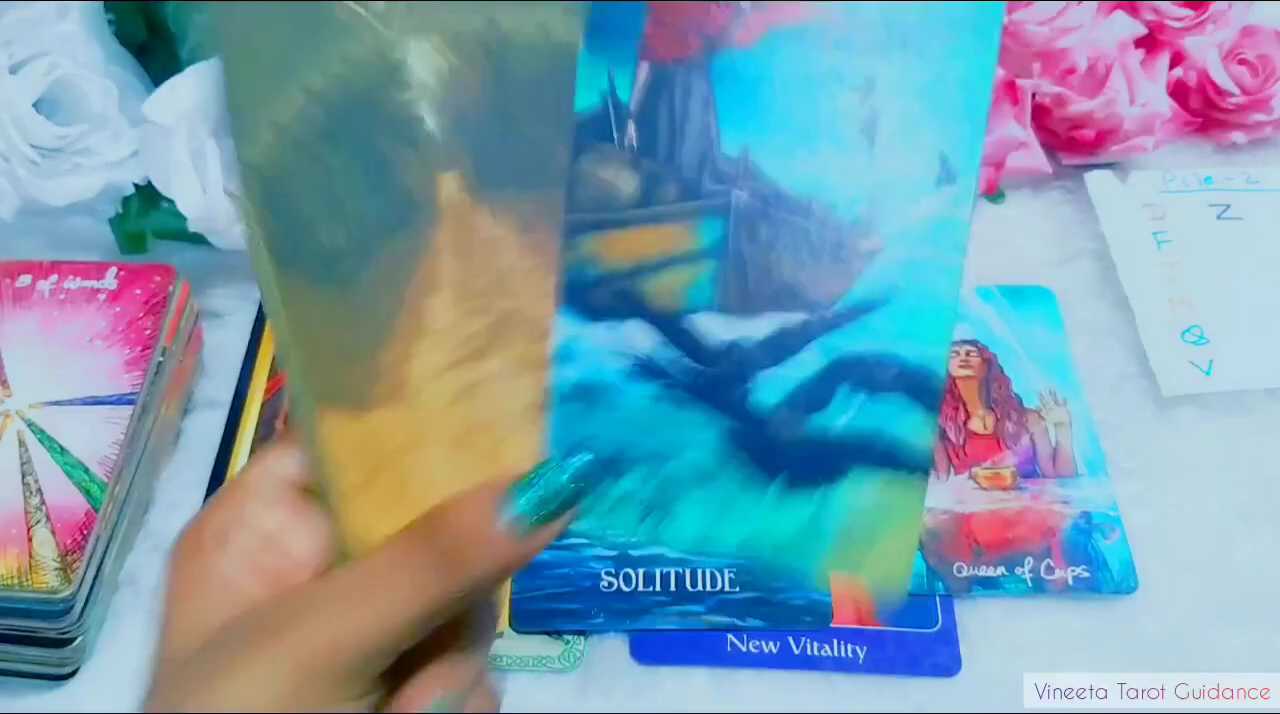 8 of wands
Pile-2
Z
F
Q
V
Queen of Cups
SOLITUDE
New Vitality
Vineeta Tarot Guidance